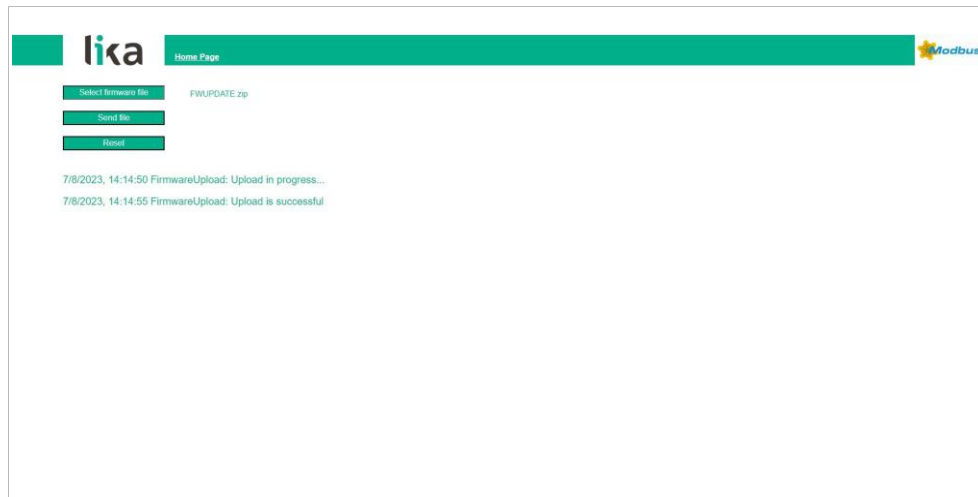 lika
Home Page
Modbus
Select firmware file
FWUPDATE.zip
Send file
Reset
7/8/2023, 14:14:50 FirmwareUpload: Upload in progress...
7/8/2023, 14:14:55 FirmwareUpload: Upload is successful